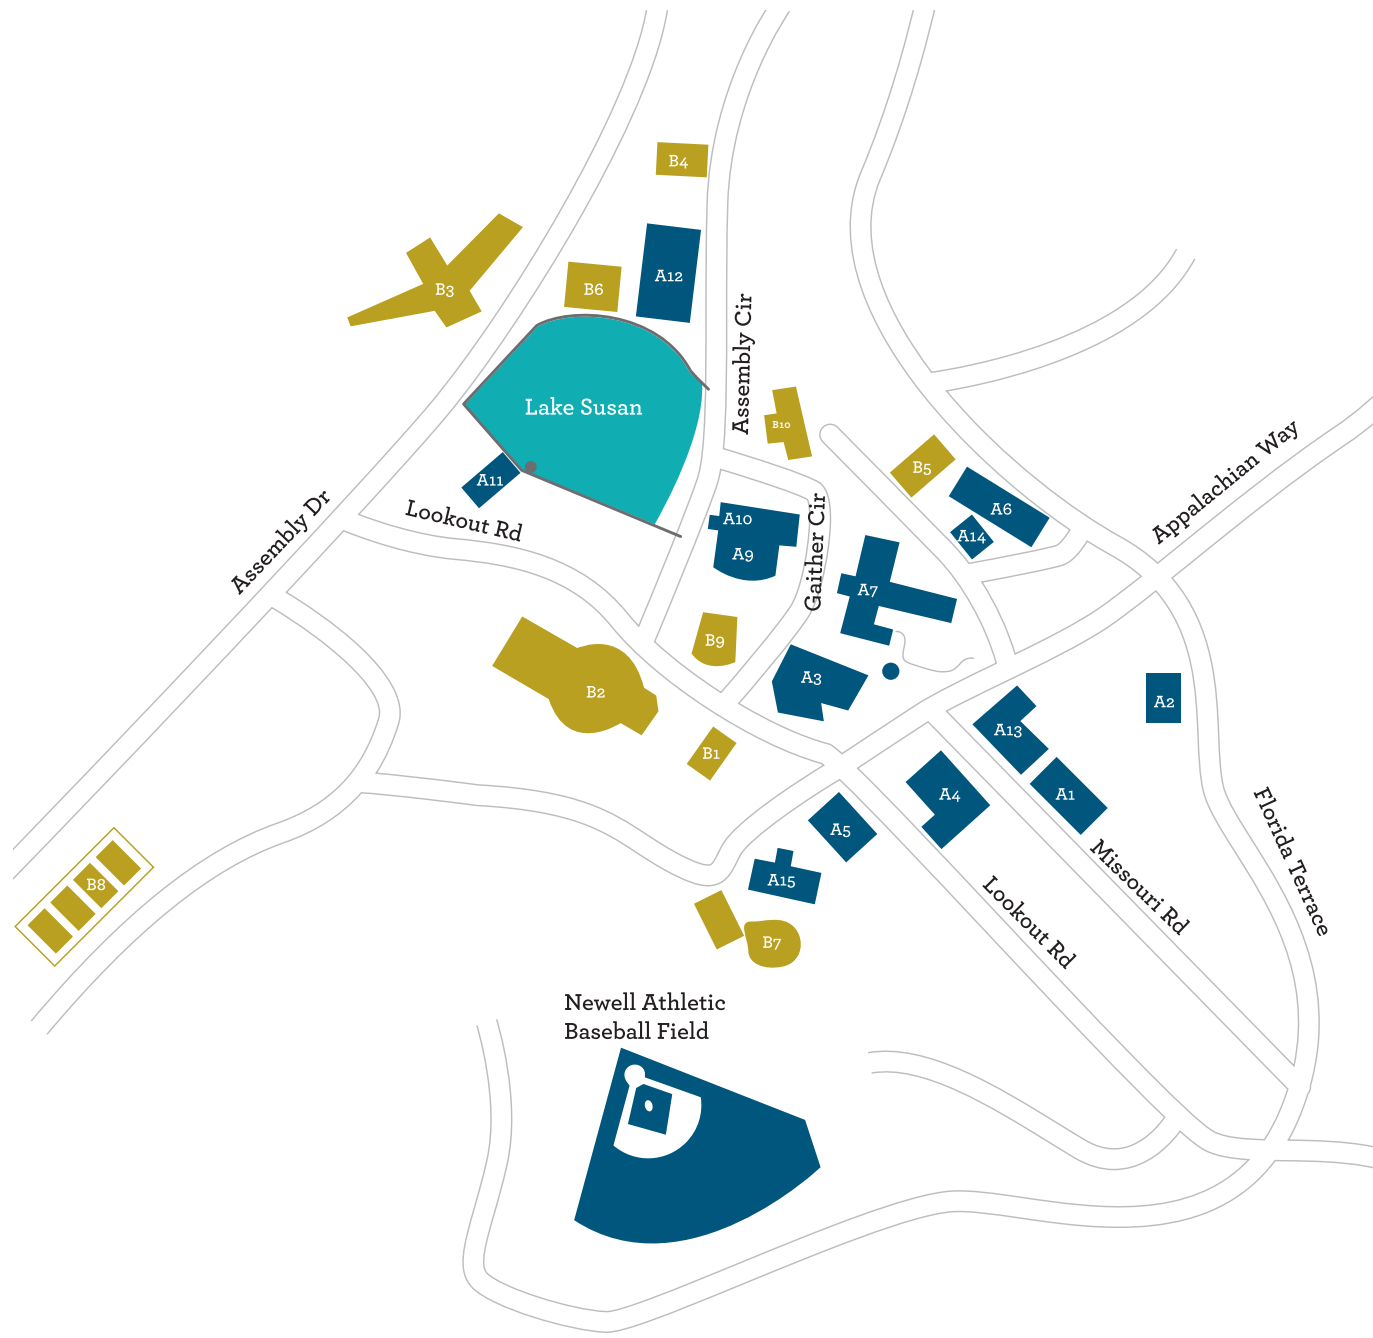 B4
A12
B3
B6
Assembly Cir
Lake Susan
B10
Appalachian Way
B5
A11
A6
Assembly Dr
Lookout Rd
A10
A14
Gaither Cir
A9
A7
B9
A3
B2
A2
A13
B1
A4
A1
Florida Terrace
A5
Missouri Rd
B8
A15
Lookout Rd
B7
Newell Athletic
Baseball Field